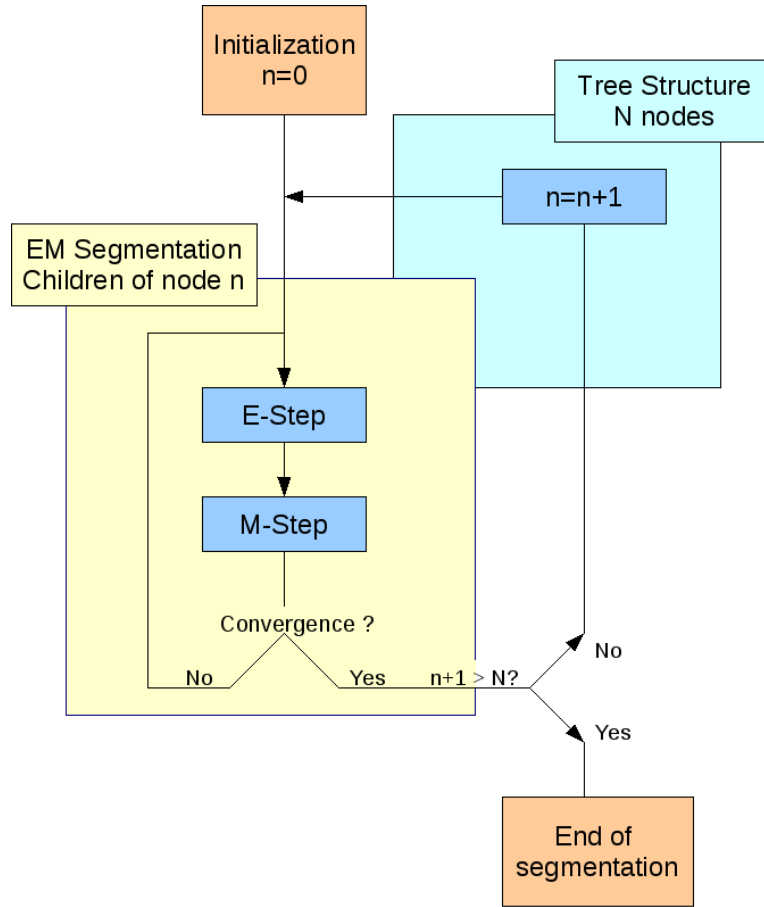 Initialization
n=0
Tree Structure
N nodes
n=n+1
EM Segmentation
Children of node n
E-Step
M-Step
Convergence ?
No
Yes
n+1 > N?
No
Yes
End of
segmentation